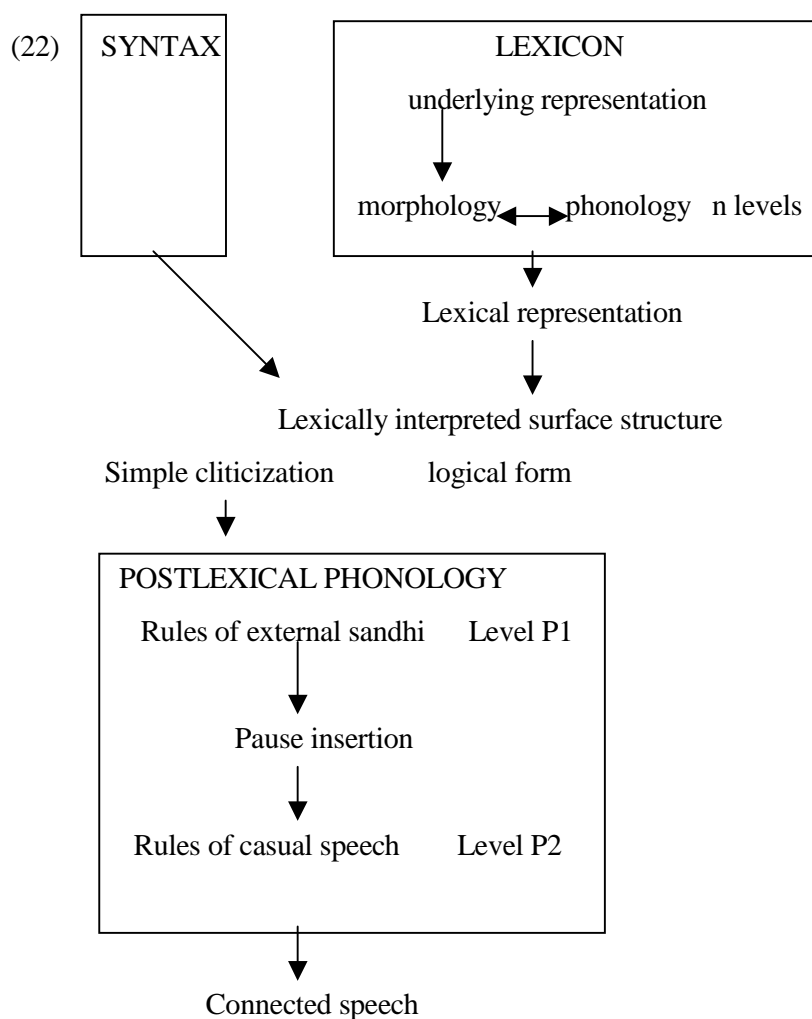 (22) SYNTAX LEXICON
underlying representation
morphology phonology n levels
Lexical representation
Lexically interpreted surface structure
Simple cliticization logical form
POSTLEXICAL PHONOLOGY
Rules of external sandhi Level P1
Pause insertion
Rules of casual speech Level P2
Connected speech